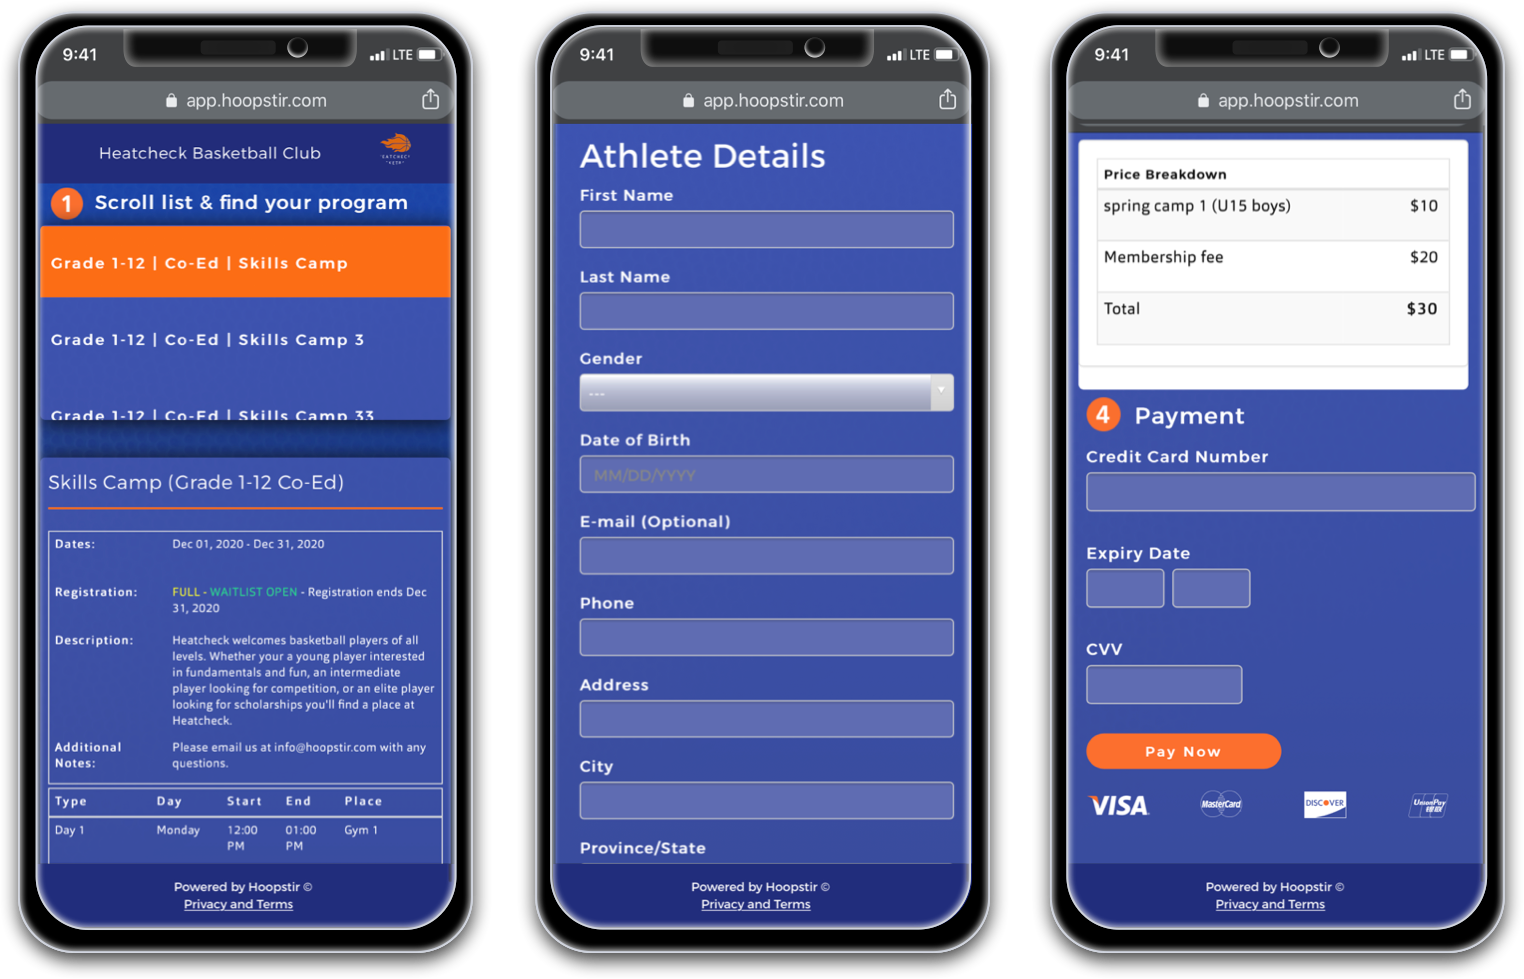 9:41
LTE
app.hoopstir.com
Heatcheck Basketball Club
1 Scroll list & find your program
Grade 1-12 | Co-Ed | Skills Camp
Grade 1-12 | Co-Ed | Skills Camp 3
Grade 1-12 | Co-Ed | Skills Camp 33
Skills Camp (Grade 1-12 Co-Ed)
Dates: Dec 01, 2020 - Dec 31, 2020
Registration: FULL - WAITLIST OPEN - Registration ends Dec
31, 2020
Description: Heatcheck welcomes basketball players of all
levels. Whether your a young player interested
in fundamentals and fun, an intermediate
player looking for competition, or an elite player
looking for scholarships you'll find a place at
Heatcheck.
Additional Please email us at info@hoopstir.com with any
Notes: questions.
Type Day Start End Place
Day 1 Monday 12:00 01:00 Gym 1
PM PM
Powered by Hoopstir ©
Privacy and Terms
9:41
LTE
app.hoopstir.com
Athlete Details
First Name
Last Name
Gender
---
Date of Birth
MM/DD/YYYY
E-mail (Optional)
Phone
Address
City
Province/State
Powered by Hoopstir ©
Privacy and Terms
9:41
LTE
app.hoopstir.com
Price Breakdown
spring camp 1 (U15 boys) $10
Membership fee $20
Total $30
4 Payment
Credit Card Number
Expiry Date
CVV
Pay Now
VISA MasterCard DISCOVER UnionPay
银联
Powered by Hoopstir ©
Privacy and Terms